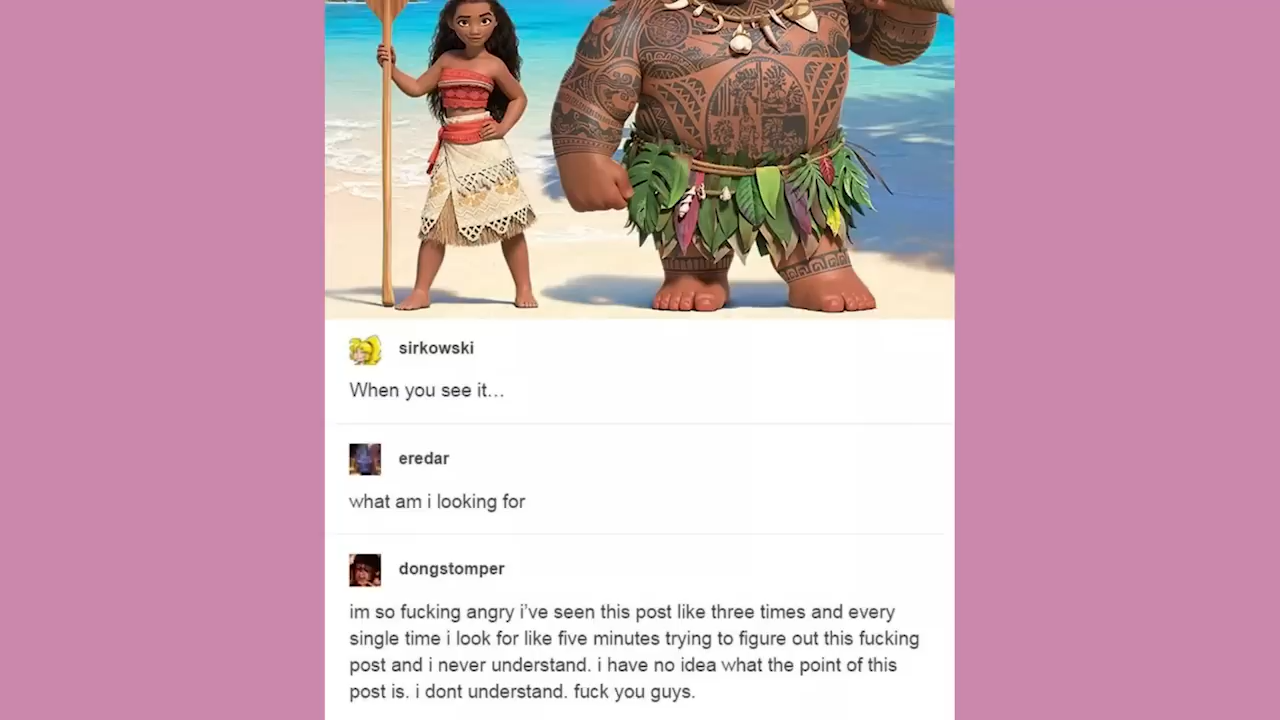 sirkowski
When you see it…
eredar
what am i looking for
dongstomper
im so fucking angry i've seen this post like three times and every
single time i look for like five minutes trying to figure out this fucking
post and i never understand. i have no idea what the point of this
post is. i dont understand. fuck you guys.